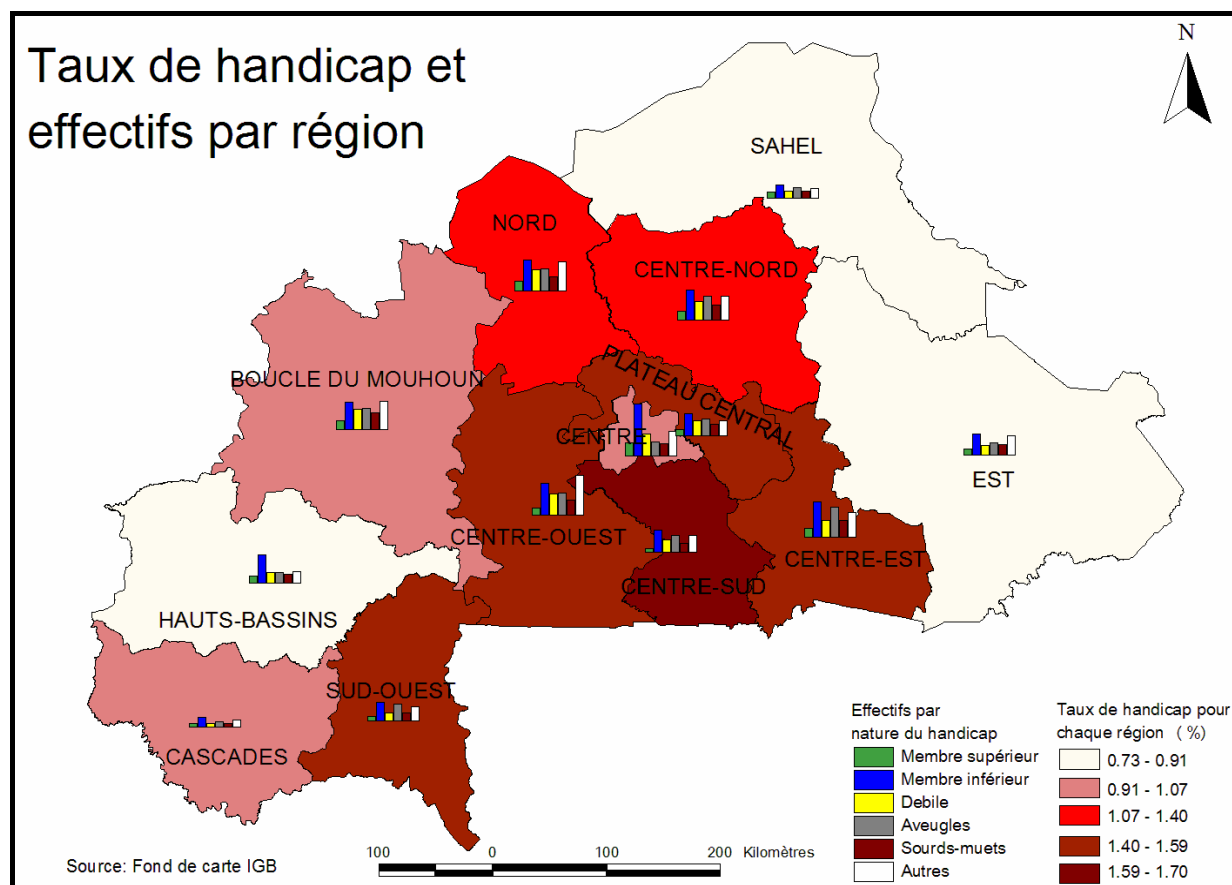 Taux de handicap et
effectifs par région
N
SAHEL
NORD
CENTRE-NORD
BOUCLE DU MOUHOUN
PLATEAU CENTRAL
CENTRE
EST
CENTRE-OUEST
CENTRE-EST
CENTRE-SUD
HAUTS-BASSINS
SUD-OUEST
CASCADES
Effectifs par
nature du handicap
Membre supérieur
Membre inférieur
Debile
Aveugles
Sourds-muets
Autres
Taux de handicap pour
chaque région ( %)
0.73 - 0.91
0.91 - 1.07
1.07 - 1.40
1.40 - 1.59
1.59 - 1.70
100 0 100 200 Kilomètres
Source: Fond de carte IGB